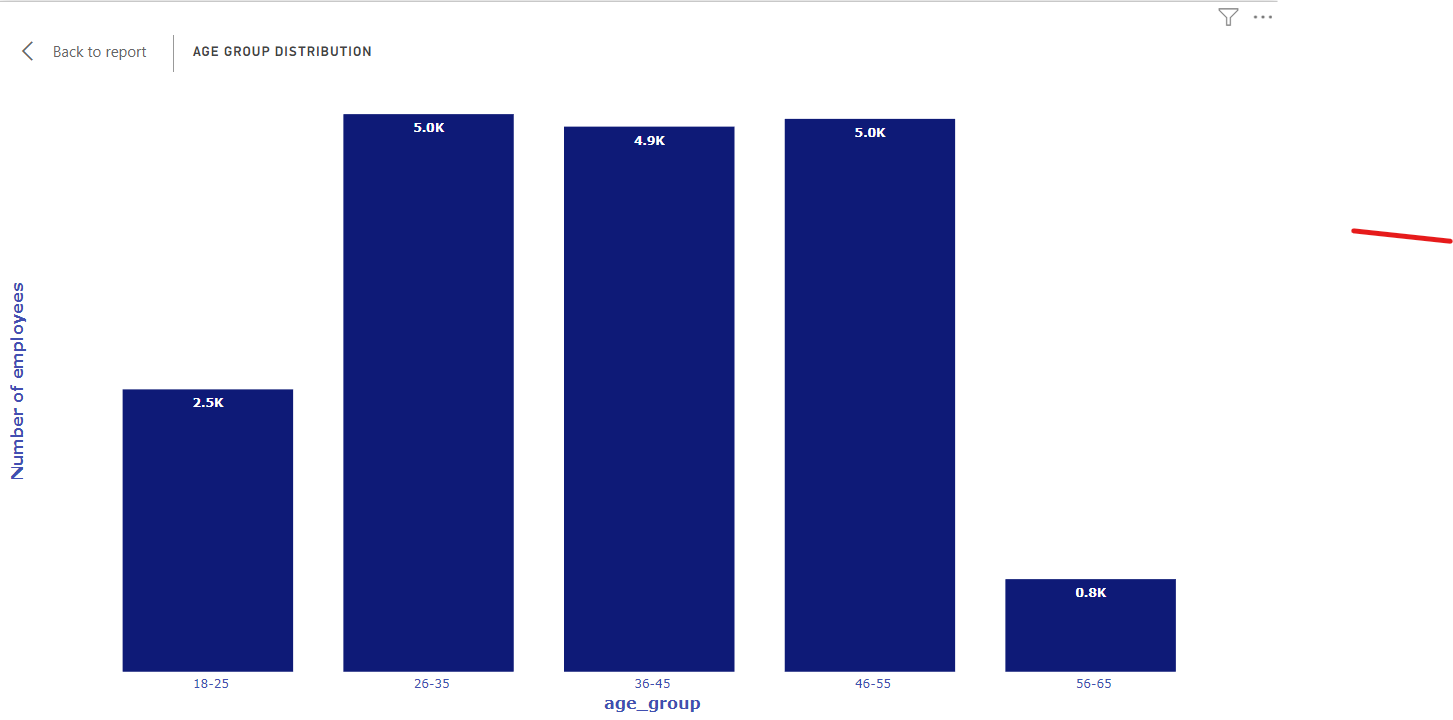 Back to report
AGE GROUP DISTRIBUTION
Number of employees
2.5K
5.0K
4.9K
5.0K
0.8K
18-25
26-35
36-45
46-55
56-65
age_group